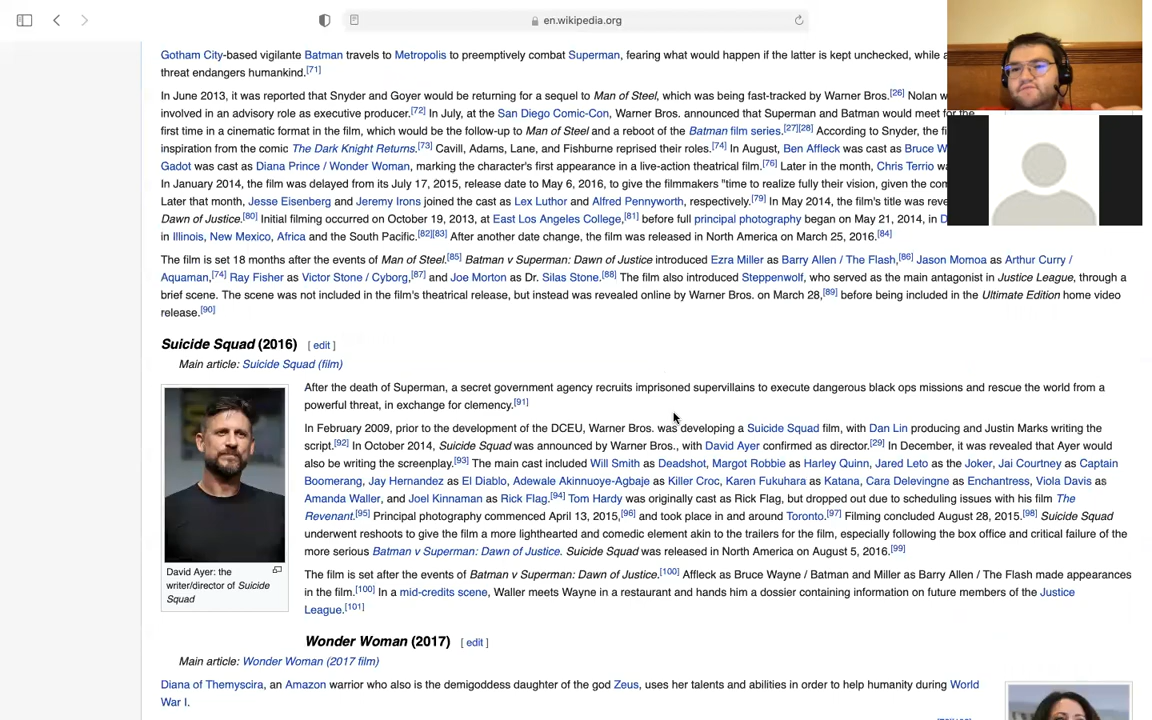 en.wikipedia.org
Gotham City-based vigilante Batman travels to Metropolis to preemptively combat Superman, fearing what would happen if the latter is kept unchecked, while a
threat endangers humankind.[71]
In June 2013, it was reported that Snyder and Goyer would be returning for a sequel to Man of Steel, which was being fast-tracked by Warner Bros.[26] Nolan w
involved in an advisory role as executive producer.[72] In July, at the San Diego Comic-Con, Warner Bros. announced that Superman and Batman would meet for the
first time in a cinematic format in the film, which would be the follow-up to Man of Steel and a reboot of the Batman film series.[27][28] According to Snyder, the fi
inspiration from the comic The Dark Knight Returns.[73] Cavill, Adams, Lane, and Fishburne reprised their roles.[74] In August, Ben Affleck was cast as Bruce W
Gadot was cast as Diana Prince / Wonder Woman, marking the character's first appearance in a live-action theatrical film.[76] Later in the month, Chris Terrio wa
In January 2014, the film was delayed from its July 17, 2015, release date to May 6, 2016, to give the filmmakers "time to realize fully their vision, given the com
Later that month, Jesse Eisenberg and Jeremy Irons joined the cast as Lex Luthor and Alfred Pennyworth, respectively.[79] In May 2014, the film's title was reve
Dawn of Justice.[80] Initial filming occurred on October 19, 2013, at East Los Angeles College,[81] before full principal photography began on May 21, 2014, in D
in Illinois, New Mexico, Africa and the South Pacific.[82][83] After another date change, the film was released in North America on March 25, 2016.[84]
The film is set 18 months after the events of Man of Steel.[85] Batman v Superman: Dawn of Justice introduced Ezra Miller as Barry Allen / The Flash,[86] Jason Momoa as Arthur Curry /
Aquaman,[74] Ray Fisher as Victor Stone / Cyborg,[87] and Joe Morton as Dr. Silas Stone.[88] The film also introduced Steppenwolf, who served as the main antagonist in Justice League, through a
brief scene. The scene was not included in the film's theatrical release, but instead was revealed online by Warner Bros. on March 28,[89] before being included in the Ultimate Edition home video
release.[90]
Suicide Squad (2016) [ edit ]
Main article: Suicide Squad (film)
After the death of Superman, a secret government agency recruits imprisoned supervillains to execute dangerous black ops missions and rescue the world from a
powerful threat, in exchange for clemency.[91]
In February 2009, prior to the development of the DCEU, Warner Bros. was developing a Suicide Squad film, with Dan Lin producing and Justin Marks writing the
script.[92] In October 2014, Suicide Squad was announced by Warner Bros., with David Ayer confirmed as director.[29] In December, it was revealed that Ayer would
also be writing the screenplay.[93] The main cast included Will Smith as Deadshot, Margot Robbie as Harley Quinn, Jared Leto as the Joker, Jai Courtney as Captain
Boomerang, Jay Hernandez as El Diablo, Adewale Akinnuoye-Agbaje as Killer Croc, Karen Fukuhara as Katana, Cara Delevingne as Enchantress, Viola Davis as
Amanda Waller, and Joel Kinnaman as Rick Flag.[94] Tom Hardy was originally cast as Rick Flag, but dropped out due to scheduling issues with his film The
Revenant.[95] Principal photography commenced April 13, 2015,[96] and took place in and around Toronto.[97] Filming concluded August 28, 2015.[98] Suicide Squad
underwent reshoots to give the film a more lighthearted and comedic element akin to the trailers for the film, especially following the box office and critical failure of the
more serious Batman v Superman: Dawn of Justice. Suicide Squad was released in North America on August 5, 2016.[99]
David Ayer: the
writer/director of Suicide
Squad
The film is set after the events of Batman v Superman: Dawn of Justice.[100] Affleck as Bruce Wayne / Batman and Miller as Barry Allen / The Flash made appearances
in the film.[100] In a mid-credits scene, Waller meets Wayne in a restaurant and hands him a dossier containing information on future members of the Justice
League.[101]
Wonder Woman (2017) [ edit ]
Main article: Wonder Woman (2017 film)
Diana of Themyscira, an Amazon warrior who also is the demigoddess daughter of the god Zeus, uses her talents and abilities in order to help humanity during World
War I.